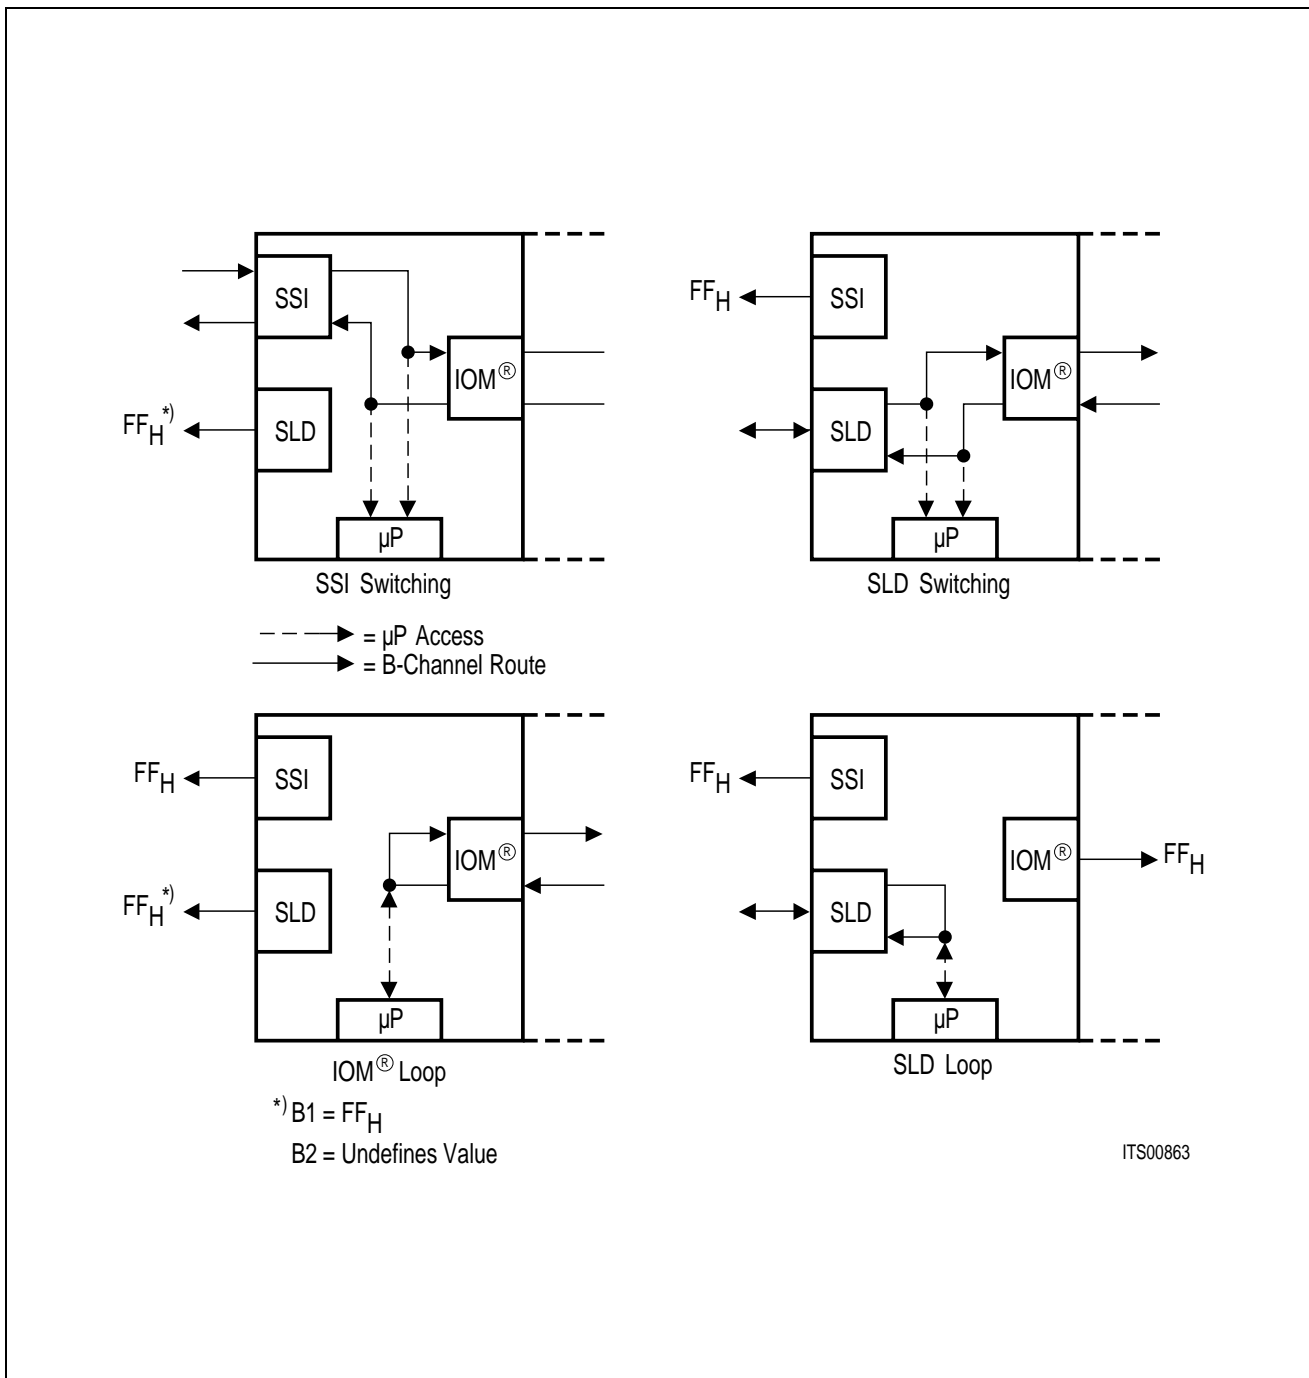 SSI
IOM®
FFH*)
SLD
µP
SSI Switching
FFH
SSI
IOM®
SLD
µP
SLD Switching
= µP Access
= B-Channel Route
FFH
SSI
IOM®
FFH*)
SLD
µP
IOM® Loop
*) B1 = FFH
B2 = Undefines Value
FFH
SSI
IOM®
FFH
SLD
µP
SLD Loop
ITS00863